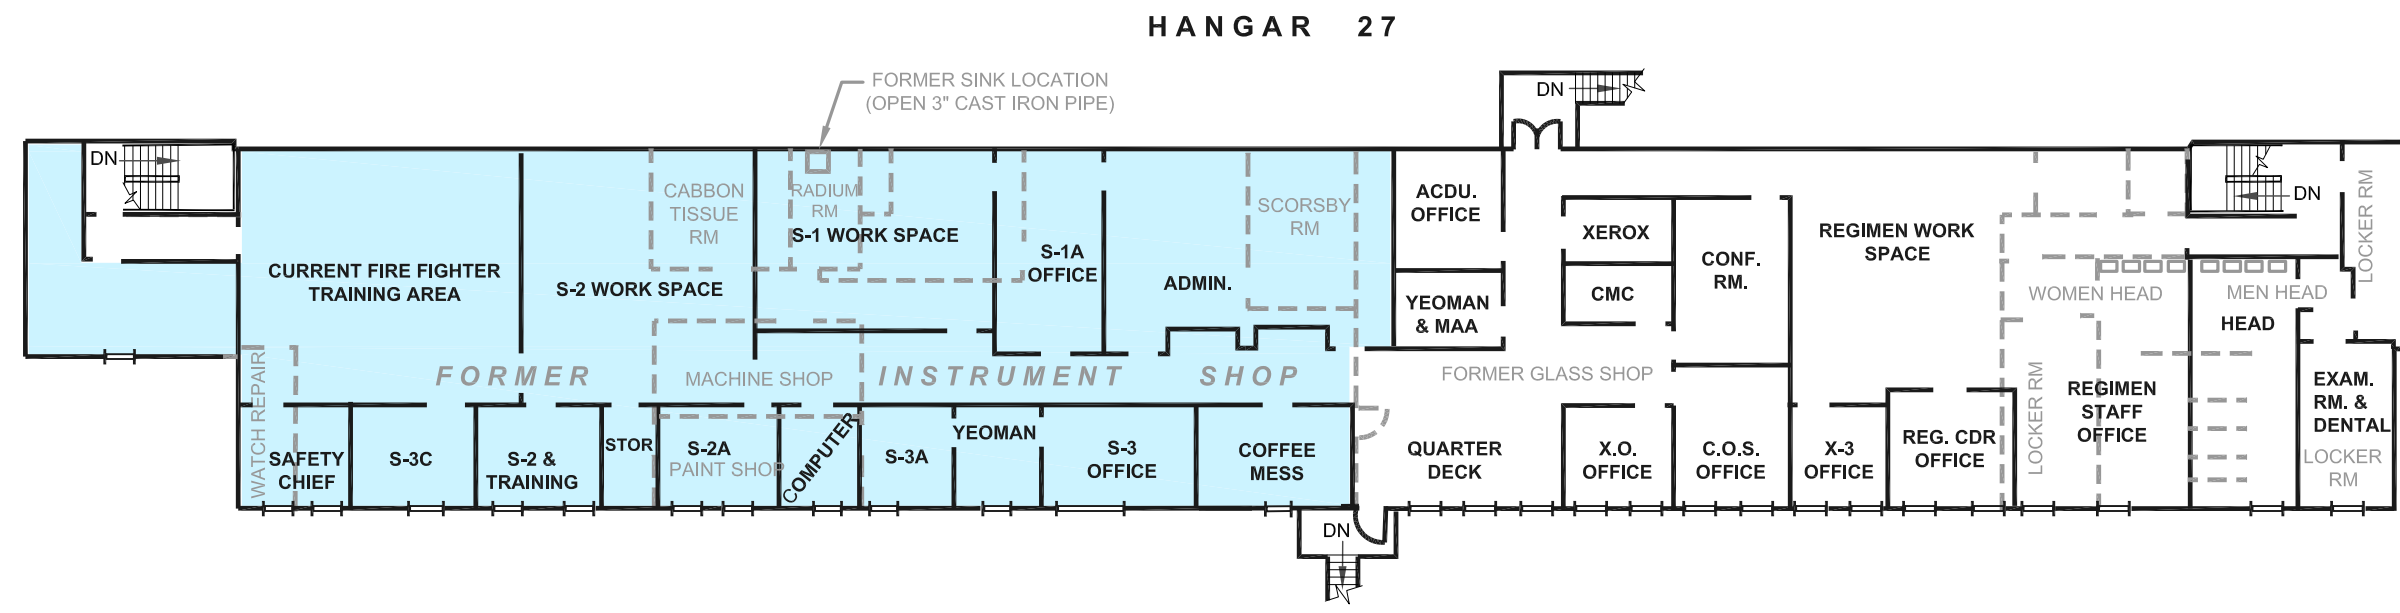 HANGAR 27
FORMER SINK LOCATION
(OPEN 3" CAST IRON PIPE)
DN
DN
DN
DN
CABBON
TISSUE
RM
RADIUM
RM
S-1 WORK SPACE
S-1A
OFFICE
SCORSBY
RM
ADMIN.
CURRENT FIRE FIGHTER
TRAINING AREA
S-2 WORK SPACE
ACDU.
OFFICE
YEOMAN
& MAA
XEROX
CMC
CONF.
RM.
REGIMEN WORK
SPACE
WOMEN HEAD
MEN HEAD
HEAD
LOCKER RM
WATCH REPAIR
FORMER INSTRUMENT SHOP
MACHINE SHOP
FORMER GLASS SHOP
SAFETY
CHIEF
S-3C
S-2 &
TRAINING
STOR
S-2A
PAINT SHOP
COMPUTER
S-3A
YEOMAN
S-3
OFFICE
COFFEE
MESS
QUARTER
DECK
X.O.
OFFICE
C.O.S.
OFFICE
X-3
OFFICE
REG. CDR
OFFICE
LOCKER RM
REGIMEN
STAFF
OFFICE
EXAM.
RM. &
DENTAL
LOCKER
RM